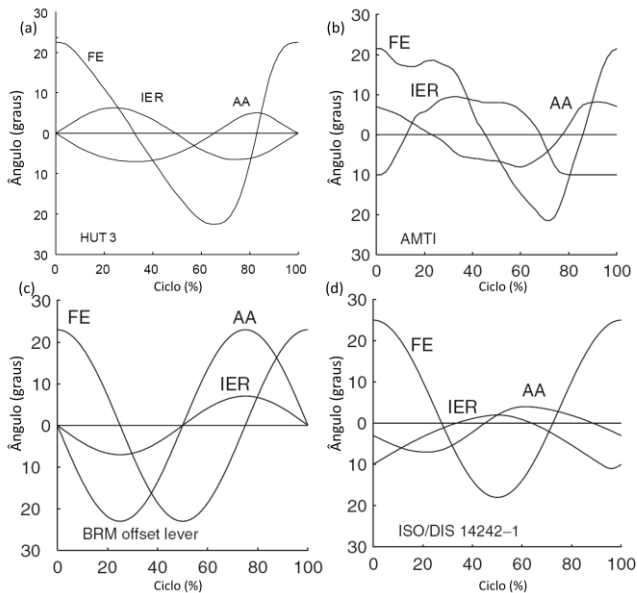 (a)
Ângulo (graus)
30
20
10
0
10
20
30
FE
IER
AA
HUT 3
0 20 40 60 80 100
Ciclo (%)
(b)
Ângulo (graus)
30
20
10
0
10
20
30
FE
IER
AA
AMTI
0 20 40 60 80 100
Ciclo (%)
(c)
Ângulo (graus)
30
20
10
0
10
20
30
FE
AA
IER
BRM offset lever
0 20 40 60 80 100
Ciclo (%)
(d)
Ângulo (graus)
30
20
10
0
10
20
30
FE
IER
AA
ISO/DIS 14242–1
0 20 40 60 80 100
Ciclo (%)